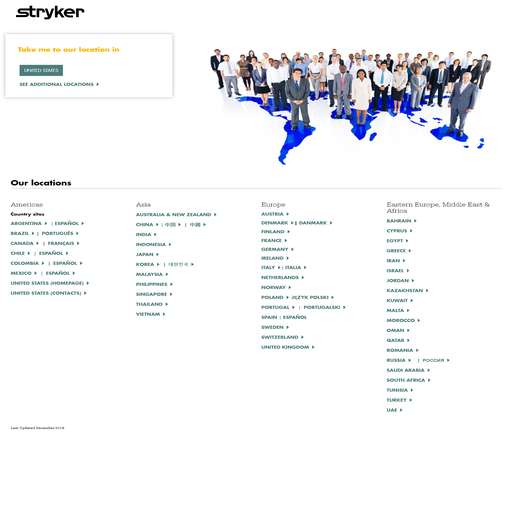 stryker
Take me to our location in
UNITED STATES
SEE ADDITIONAL LOCATIONS
Our locations
Americas
Country sites
ARGENTINA | ESPAÑOL
BRAZIL | PORTUGUÊS
CANADA | FRANÇAIS
CHILE | ESPAÑOL
COLOMBIA | ESPAÑOL
MEXICO | ESPAÑOL
UNITED STATES (HOMEPAGE)
UNITED STATES (CONTACTS)
Asia
AUSTRALIA & NEW ZEALAND
CHINA | 中国 | 中國
INDIA
INDONESIA
JAPAN
KOREA | 대한민국
MALAYSIA
PHILIPPINES
SINGAPORE
THAILAND
VIETNAM
Europe
AUSTRIA
DENMARK | DANMARK
FINLAND
FRANCE
GERMANY
IRELAND
ITALY | ITALIA
NETHERLANDS
NORWAY
POLAND JĘZYK POLSKI
PORTUGAL | PORTUGALSKI
SPAIN | ESPAÑOL
SWEDEN
SWITZERLAND
UNITED KINGDOM
Eastern Europe, Middle East &
Africa
BAHRAIN
CYPRUS
EGYPT
GREECE
IRAN
ISRAEL
JORDAN
KAZAKHSTAN
KUWAIT
MALTA
MOROCCO
OMAN
QATAR
ROMANIA
RUSSIA | РОССИЯ
SAUDI ARABIA
SOUTH AFRICA
TUNISIA
TURKEY
UAE
Last Updated December 2016